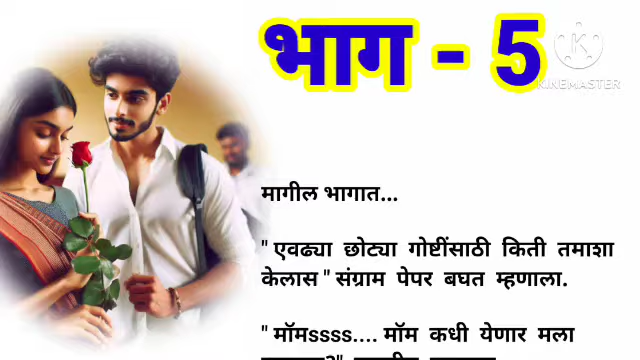 भाग - 5
KINEMASTER
मागील भागात...
" एवढ्या छोट्या गोष्टींसाठी किती तमाशा
केलास " संग्राम पेपर बघत म्हणाला.
" मॉमssss.... मॉम कधी येणार मला